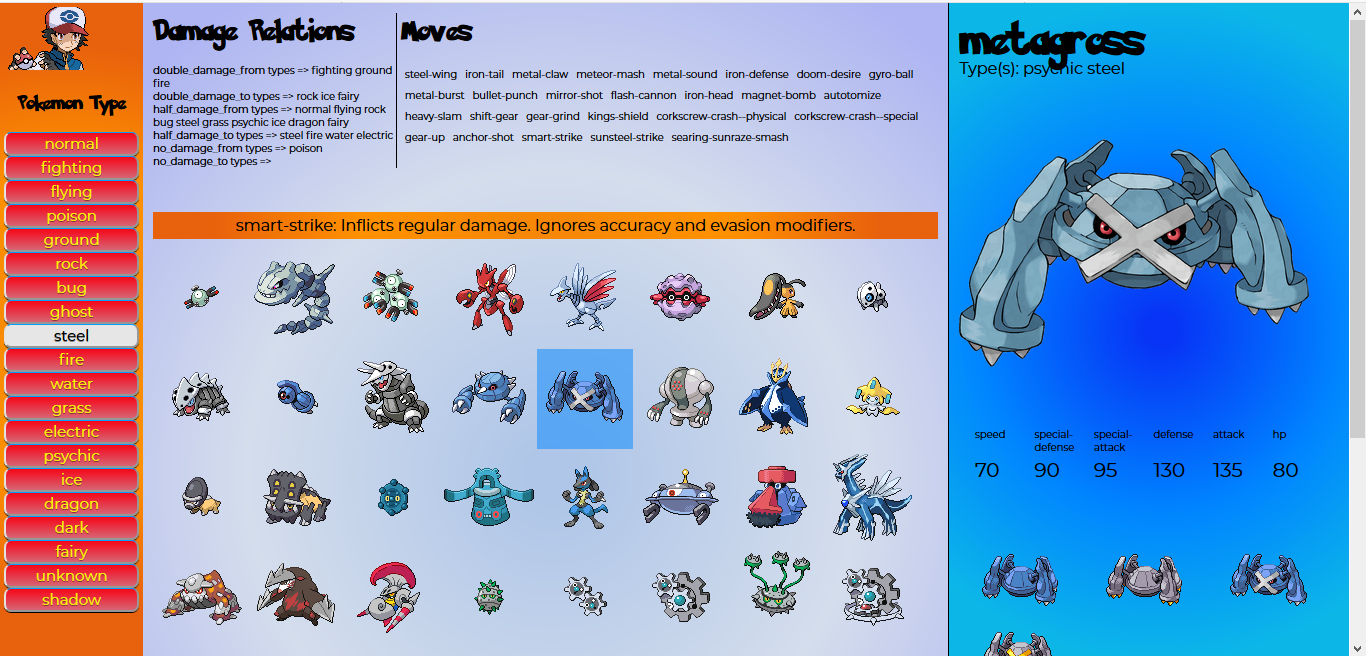 Pokemon Type
normal
fighting
flying
poison
ground
rock
bug
ghost
steel
fire
water
grass
electric
psychic
ice
dragon
dark
fairy
unknown
shadow
Damage Relations
double_damage_from types => fighting ground
fire
double_damage_to types => rock ice fairy
half_damage_from types => normal flying rock
bug steel grass psychic ice dragon fairy
half_damage_to types => steel fire water electric
no_damage_from types => poison
no_damage_to types =>
Moves
steel-wing iron-tail metal-claw meteor-mash metal-sound iron-defense doom-desire gyro-ball
metal-burst bullet-punch mirror-shot flash-cannon iron-head magnet-bomb autotomize
heavy-slam shift-gear gear-grind kings-shield corkscrew-crash--physical corkscrew-crash--special
gear-up anchor-shot smart-strike sunsteel-strike searing-sunraze-smash
smart-strike: Inflicts regular damage. Ignores accuracy and evasion modifiers.
metagross
Type(s): psychic steel
speed special- special- defense attack hp
defense attack
70 90 95 130 135 80